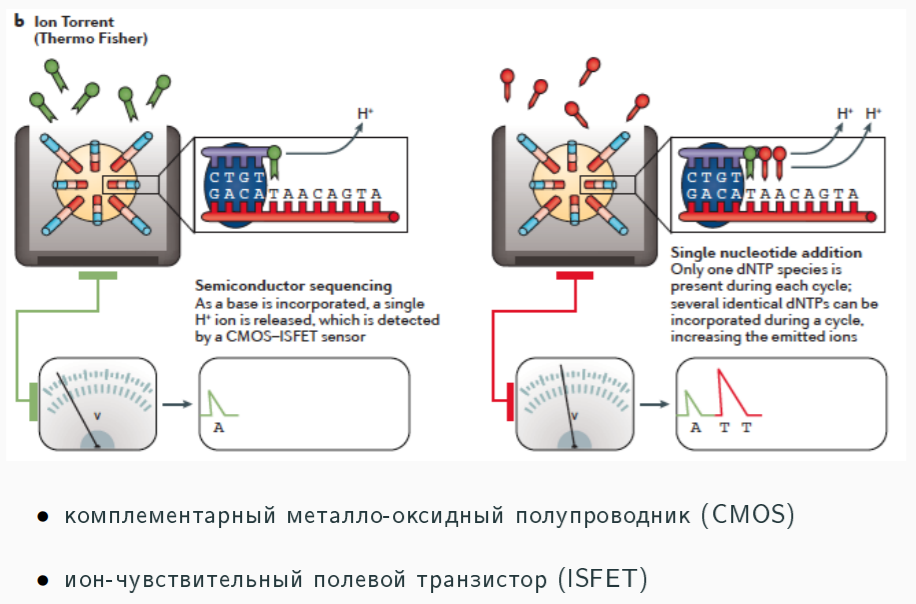 b Ion Torrent
(Thermo Fisher)
H⁺
C T G T
G A C A T A A C A G T A
Semiconductor sequencing
As a base is incorporated, a single
H⁺ ion is released, which is detected
by a CMOS–ISFET sensor
V
A
H⁺ H⁺
C T G T
G A C A T A A C A G T A
Single nucleotide addition
Only one dNTP species is
present during each cycle;
several identical dNTPs can be
incorporated during a cycle,
increasing the emitted ions
V
A T T
• комплементарный металло-оксидный полупроводник (CMOS)
• ион-чувствительный полевой транзистор (ISFET)